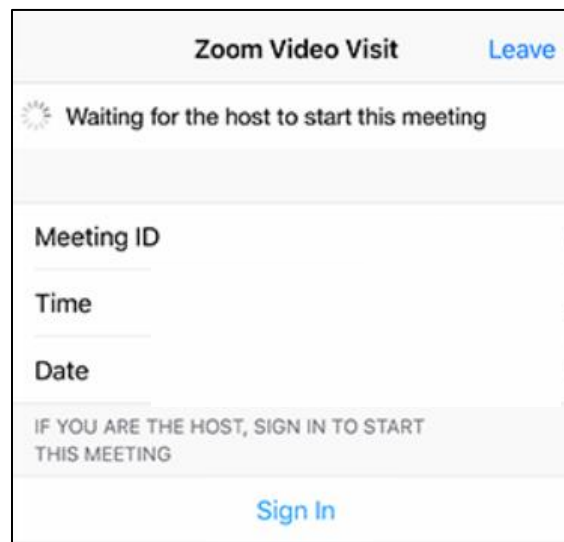 Zoom Video Visit Leave
Waiting for the host to start this meeting
Meeting ID
Time
Date
IF YOU ARE THE HOST, SIGN IN TO START
THIS MEETING
Sign In